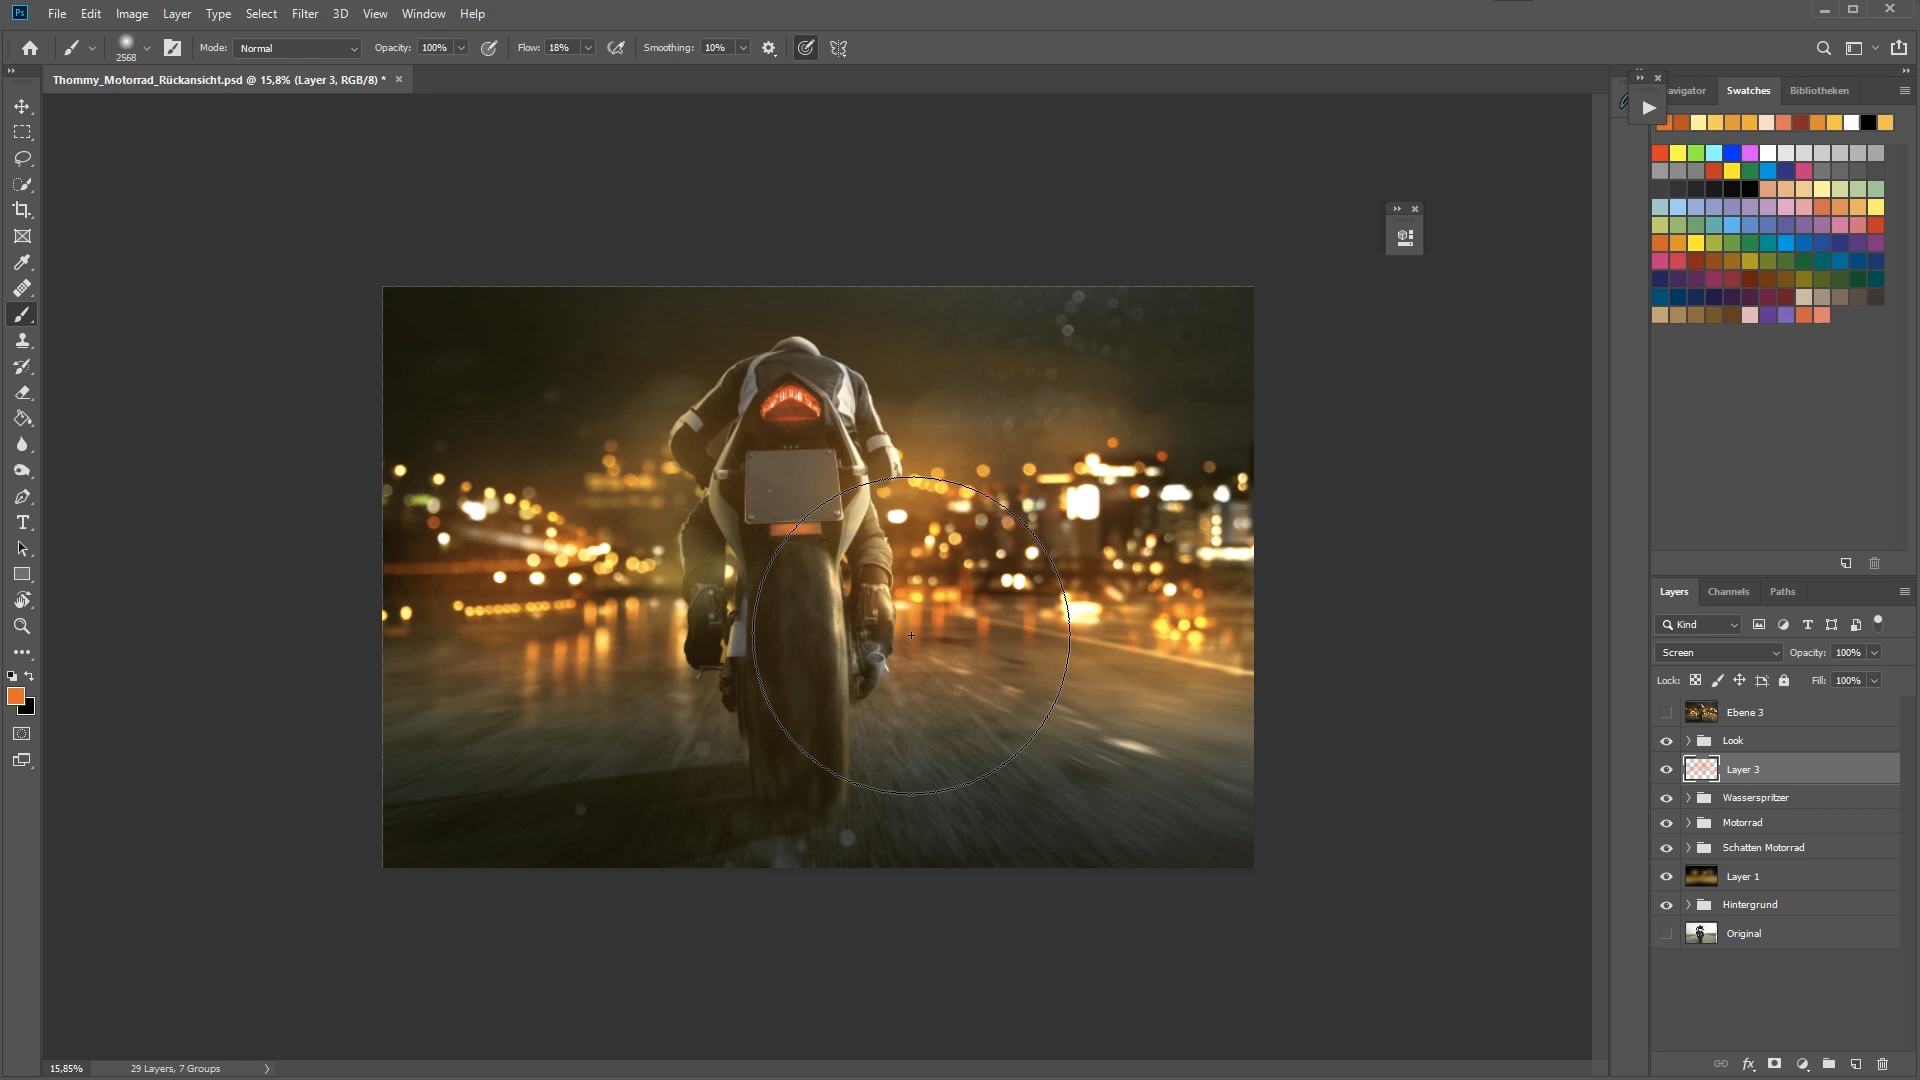 Ps File Edit Image Layer Type Select Filter 3D View Window Help
2568 Mode: Normal Opacity: 100% Flow: 18% Smoothing: 10%
Thommy_Motorrad_Rückansicht.psd @ 15,8% (Layer 3, RGB/8) *
avigator Swatches Bibliotheken
Layers Channels Paths
Kind
Screen Opacity: 100%
Lock: Fill: 100%
Ebene 3
Look
Layer 3
Wasserspritzer
Motorrad
Schatten Motorrad
Layer 1
Hintergrund
Original
15,85% 29 Layers, 7 Groups
fx